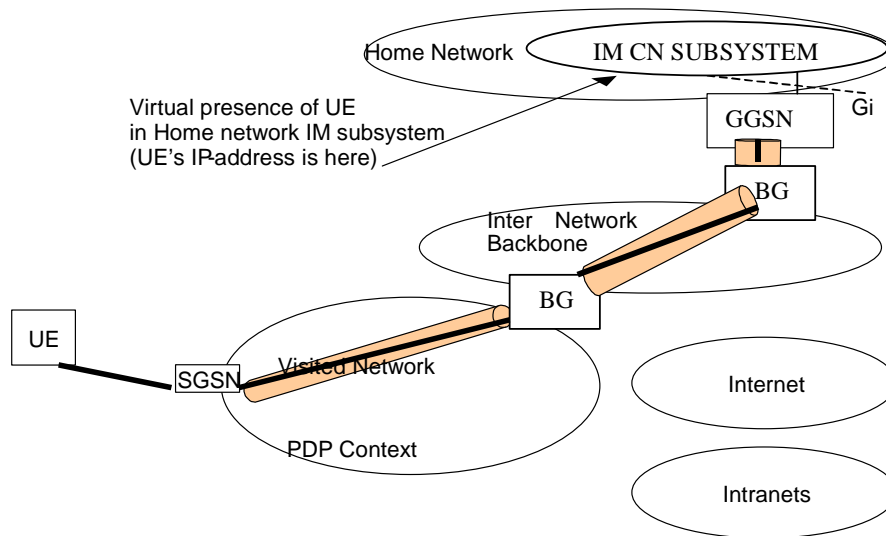 Home Network
IM CN SUBSYSTEM
Virtual presence of UE
in Home network IM subsystem
(UE's IP-address is here)
Gi
GGSN
BG
Inter Network
Backbone
BG
UE
SGSN
Visited Network
PDP Context
Internet
Intranets